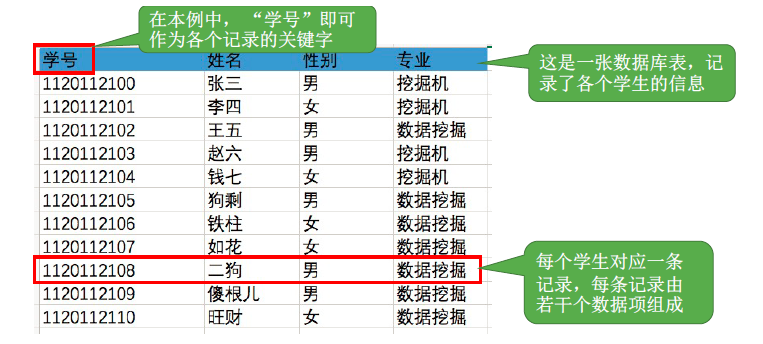 在本例中，“学号”即可
作为各个记录的关键字
学号 姓名 性别 专业
这是一张数据库表，记
录了各个学生的信息
1120112100 张三 男 挖掘机
1120112101 李四 女 挖掘机
1120112102 王五 男 数据挖掘
1120112103 赵六 男 挖掘机
1120112104 钱七 女 挖掘机
1120112105 狗剩 男 数据挖掘
1120112106 铁柱 女 数据挖掘
1120112107 如花 女 数据挖掘
1120112108 二狗 男 数据挖掘
1120112109 傻根儿 男 数据挖掘
1120112110 旺财 女 数据挖掘
每个学生对应一条
记录，每条记录由
若干个数据项组成